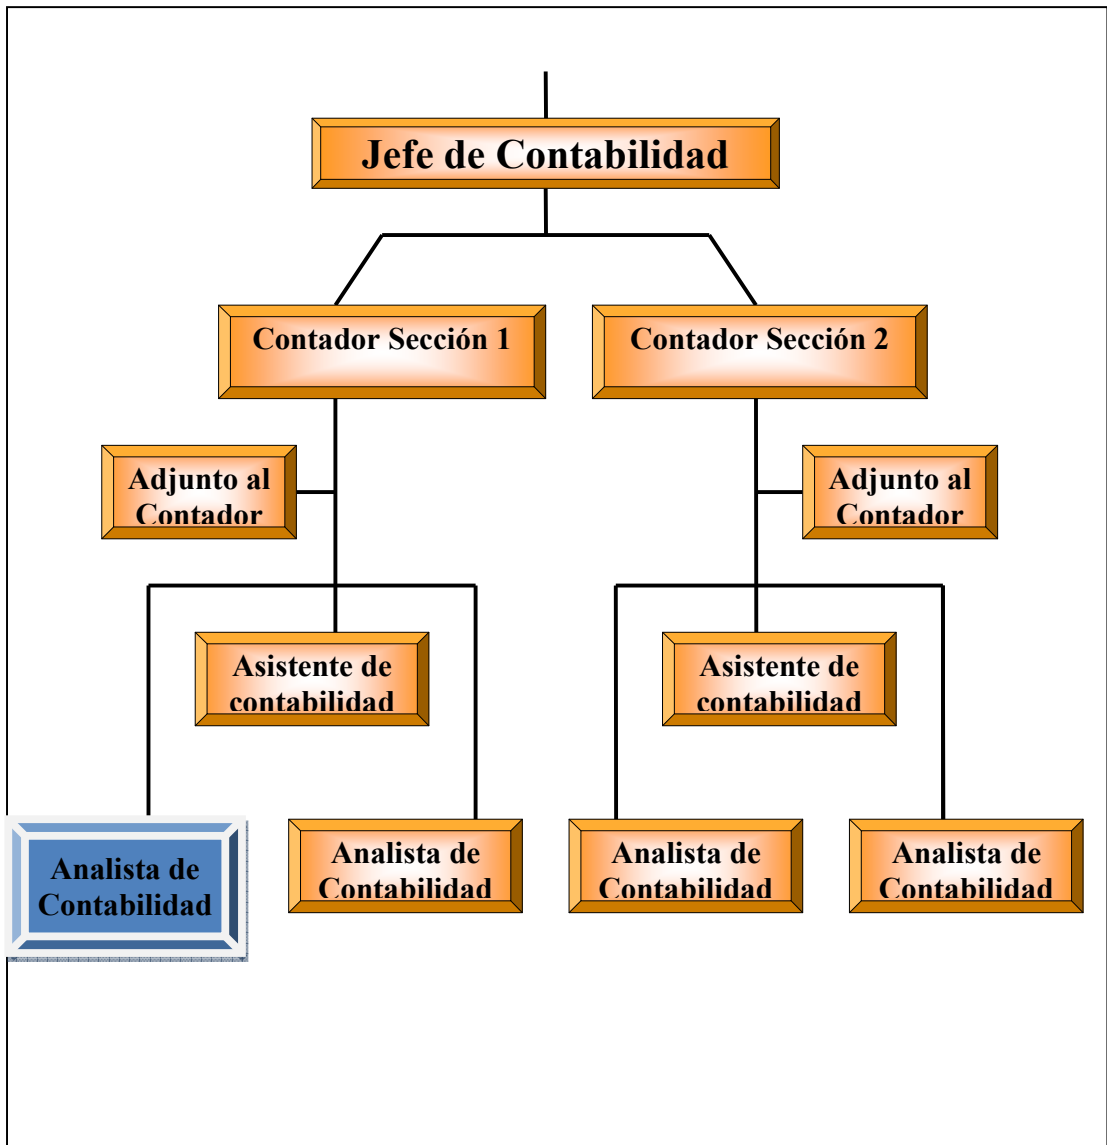 Jefe de Contabilidad
Contador Sección 1
Contador Sección 2
Adjunto al
Contador
Adjunto al
Contador
Asistente de
contabilidad
Asistente de
contabilidad
Analista de
Contabilidad
Analista de
Contabilidad
Analista de
Contabilidad
Analista de
Contabilidad